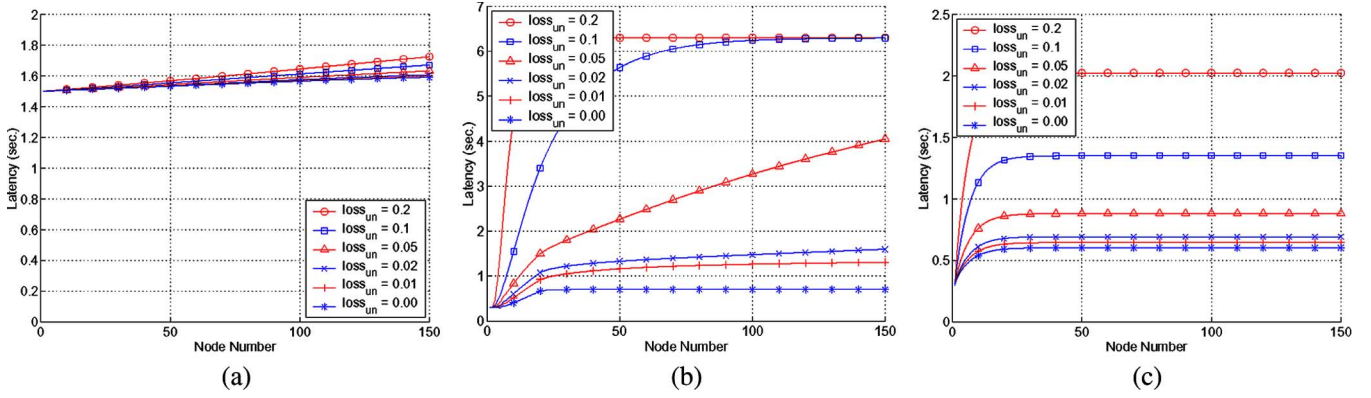 2
1.8
1.6
1.4
1.2
1
0.8
0.6
0.4
0.2
0
Latency (sec.)
loss_un = 0.2
loss_un = 0.1
loss_un = 0.05
loss_un = 0.02
loss_un = 0.01
loss_un = 0.00
0 50 100 150
Node Number
(a)
7
6
5
4
3
2
1
0
Latency (sec.)
loss_un = 0.2
loss_un = 0.1
loss_un = 0.05
loss_un = 0.02
loss_un = 0.01
loss_un = 0.00
0 50 100 150
Node Number
(b)
2.5
2
1.5
1
0.5
0
Latency (sec.)
loss_un = 0.2
loss_un = 0.1
loss_un = 0.05
loss_un = 0.02
loss_un = 0.01
loss_un = 0.00
0 50 100 150
Node Number
(c)